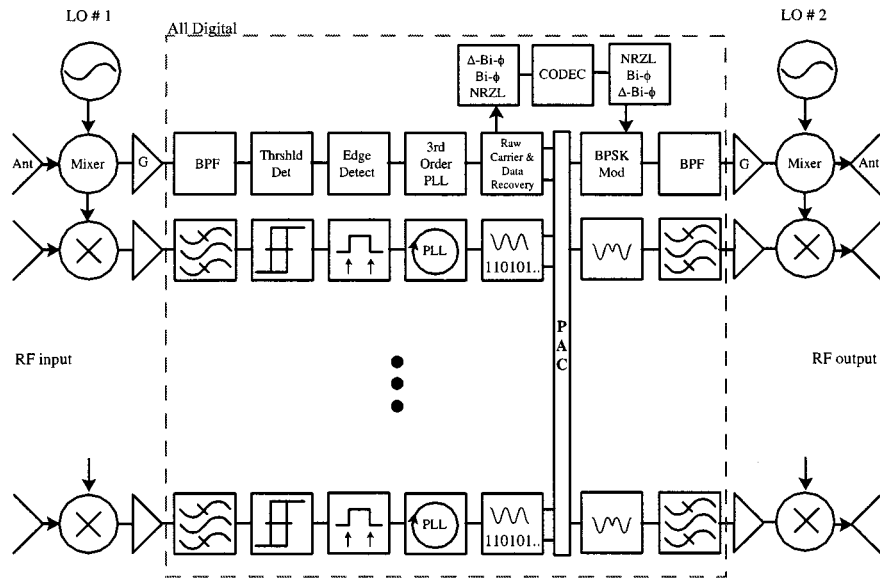 LO # 1
LO # 2
All Digital
Δ-Bi-ϕ
Bi-ϕ
NRZL
CODEC
NRZL
Bi-ϕ
Δ-Bi-ϕ
Ant
Mixer
G
BPF
Thrshld
Det
Edge
Detect
3rd
Order
PLL
Raw
Carrier &
Data
Recovery
BPSK
Mod
BPF
G
Mixer
Ant
PLL
110101..
RF input
PAC
RF output
PLL
110101..